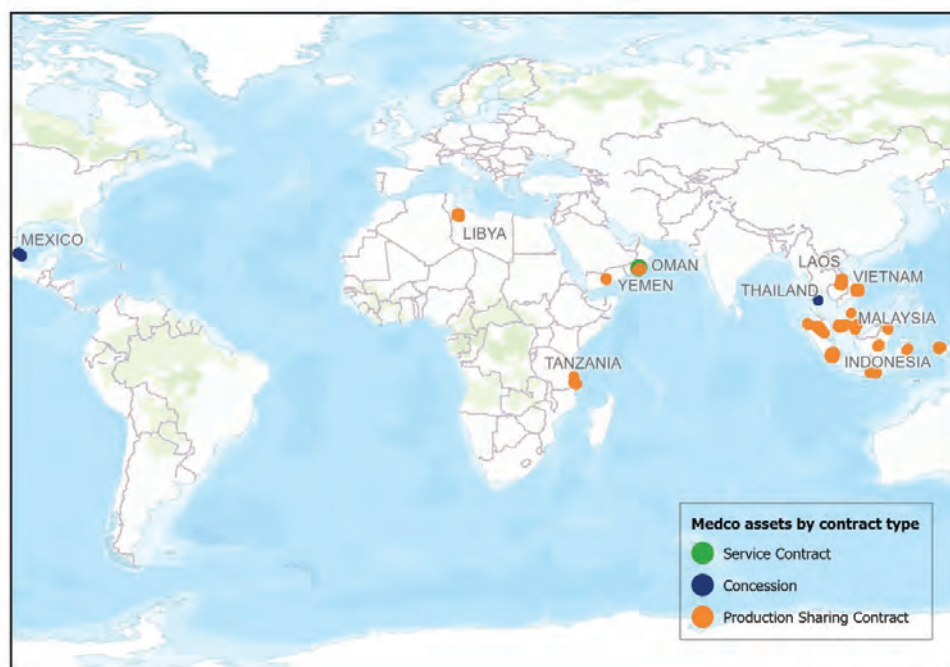 MEXICO
LIBYA
OMAN
YEMEN
LAOS
VIETNAM
THAILAND
MALAYSIA
TANZANIA
INDONESIA
Medco assets by contract type
Service Contract
Concession
Production Sharing Contract